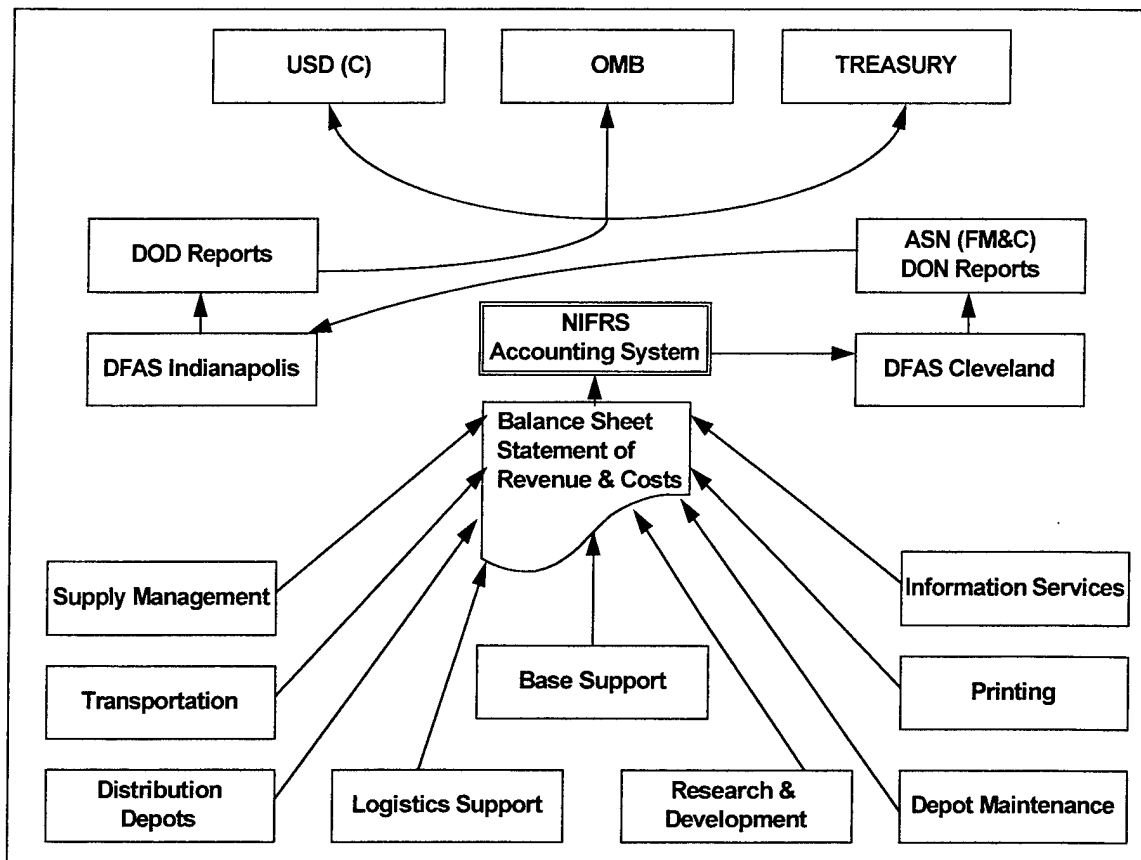 USD (C)
OMB
TREASURY
DOD Reports
ASN (FM&C)
DON Reports
NIFRS
Accounting System
DFAS Indianapolis
DFAS Cleveland
Balance Sheet
Statement of
Revenue & Costs
Supply Management
Information Services
Transportation
Base Support
Printing
Distribution
Depots
Logistics Support
Research &
Development
Depot Maintenance